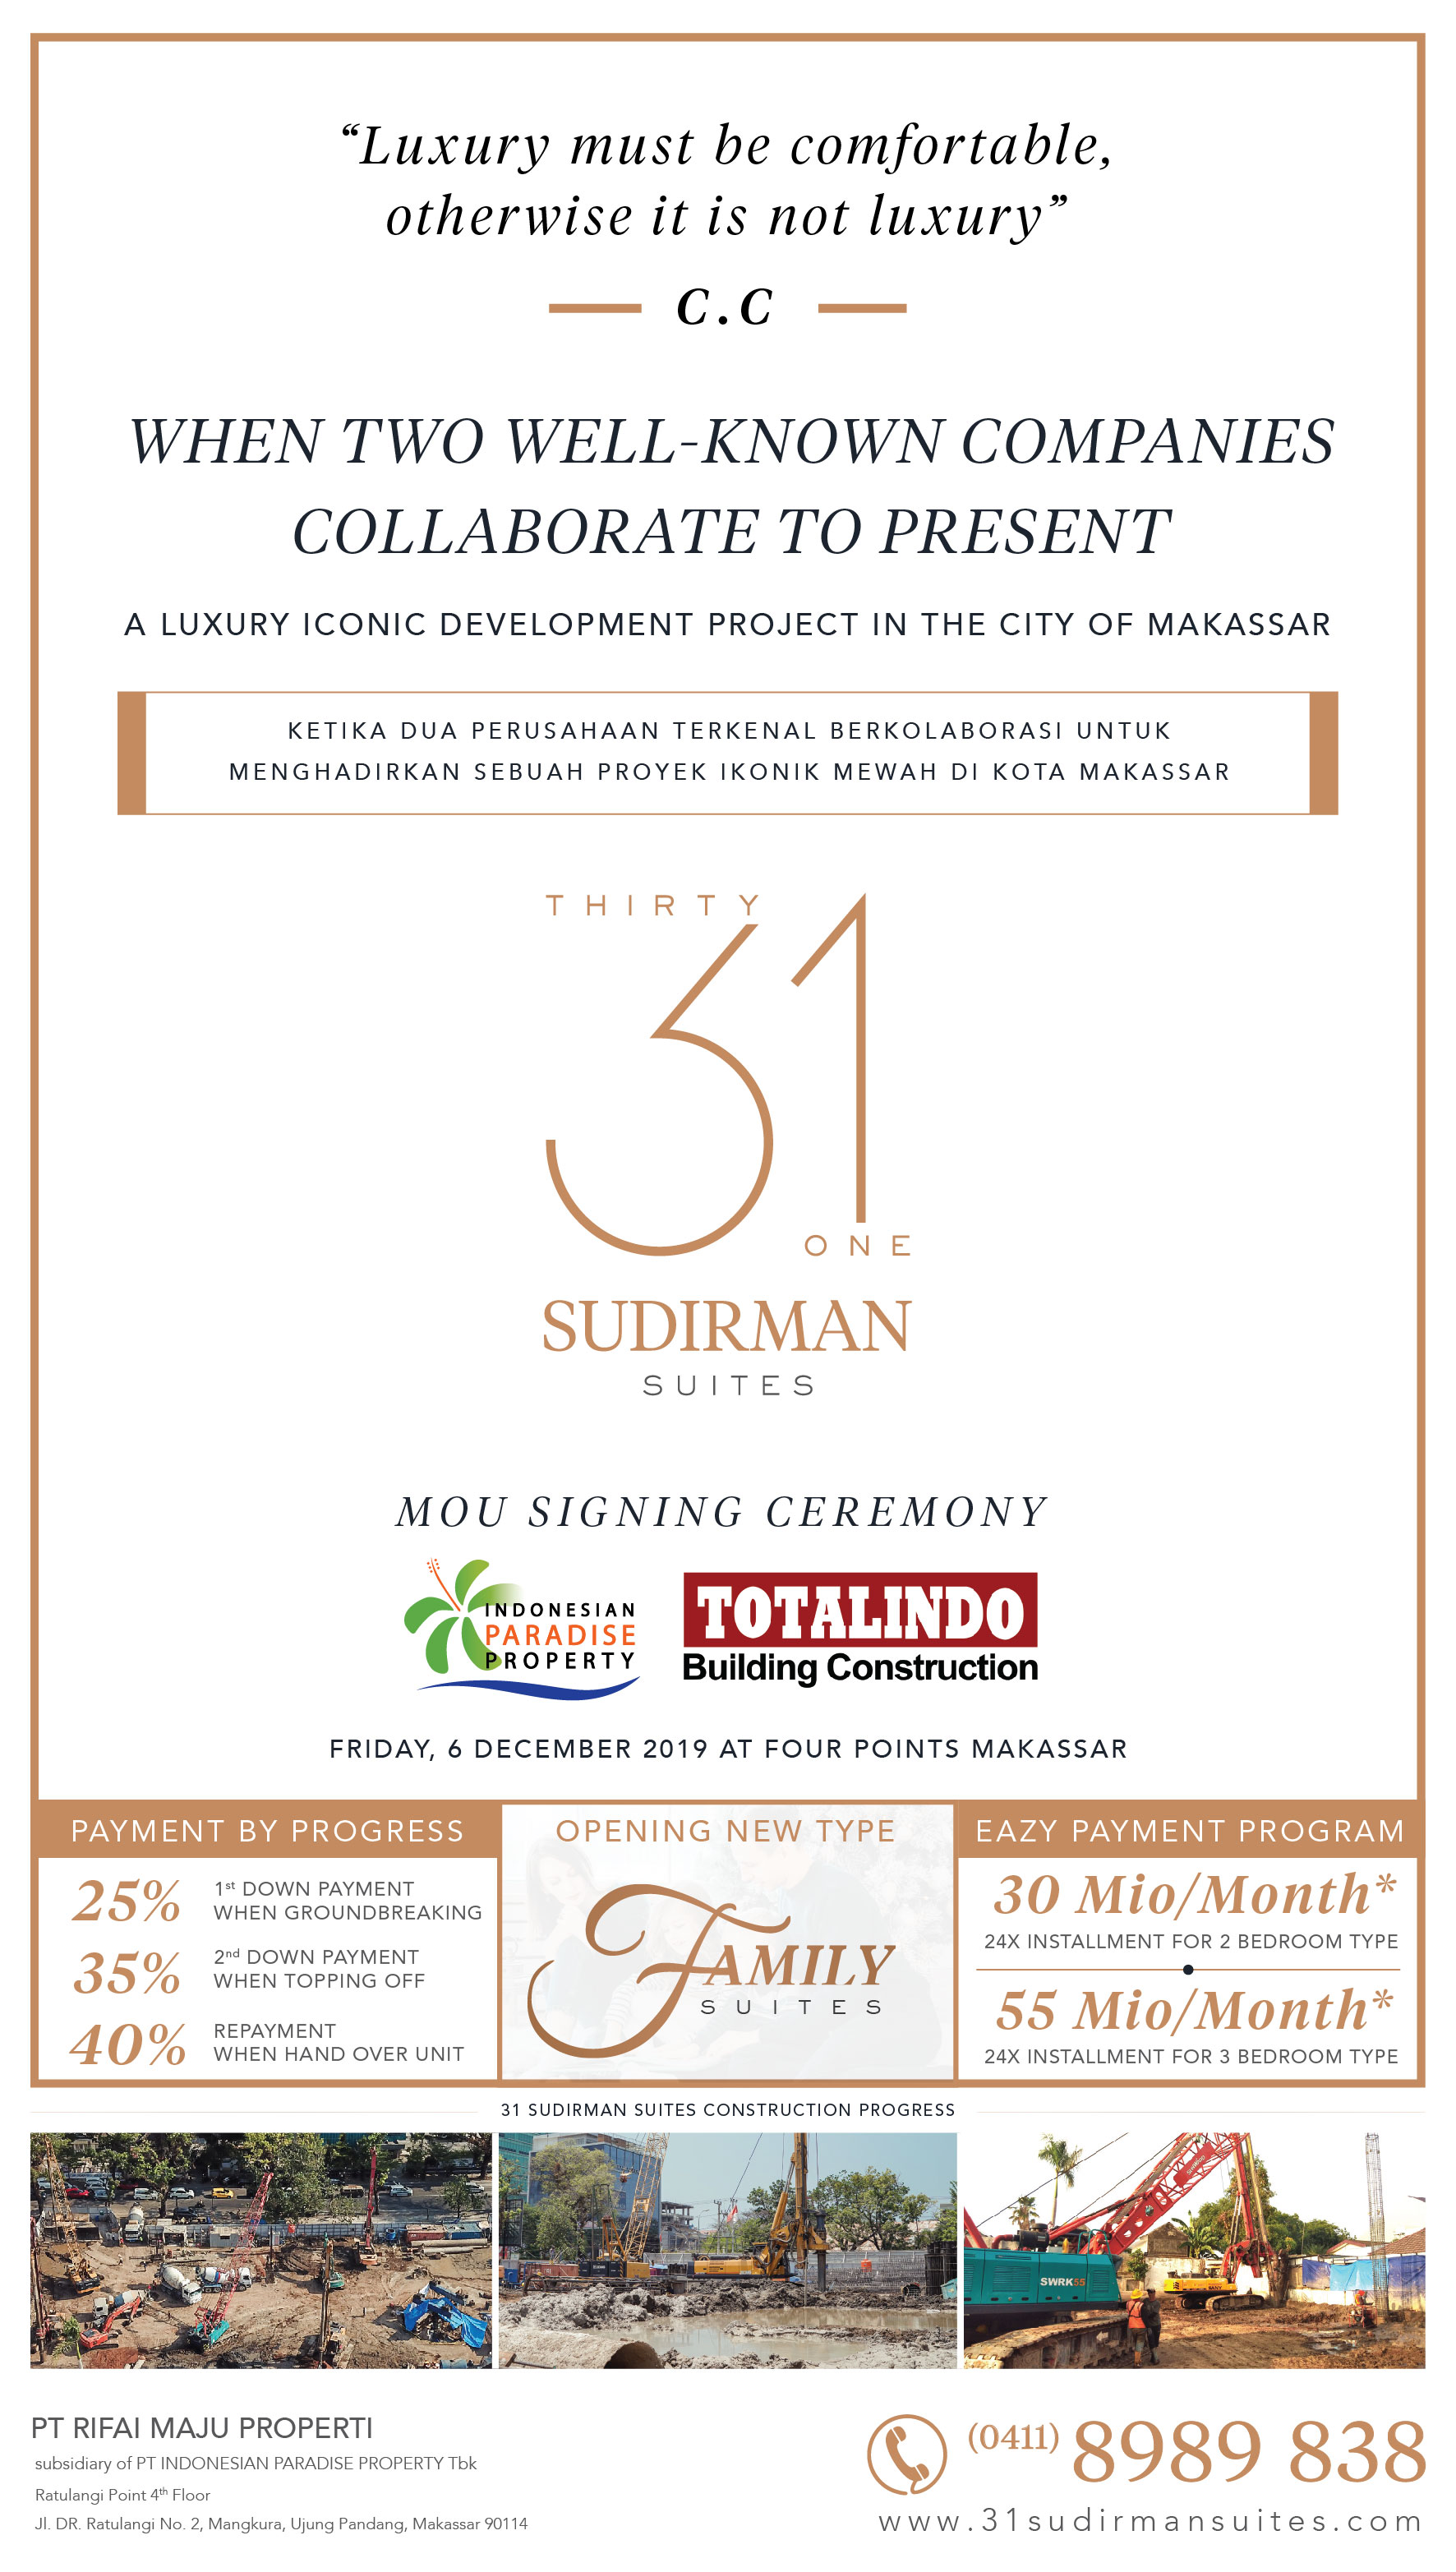 “Luxury must be comfortable,
otherwise it is not luxury”
C.C
WHEN TWO WELL-KNOWN COMPANIES
COLLABORATE TO PRESENT
A LUXURY ICONIC DEVELOPMENT PROJECT IN THE CITY OF MAKASSAR
KETIKA DUA PERUSAHAAN TERKENAL BERKOLABORASI UNTUK
MENGHADIRKAN SEBUAH PROYEK IKONIK MEWAH DI KOTA MAKASSAR
THIRTY
31
ONE
SUDIRMAN
SUITES
MOU SIGNING CEREMONY
INDONESIAN
PARADISE
PROPERTY
TOTALINDO
Building Construction
FRIDAY, 6 DECEMBER 2019 AT FOUR POINTS MAKASSAR
PAYMENT BY PROGRESS
25%
1st DOWN PAYMENT
WHEN GROUNDBREAKING
35%
2nd DOWN PAYMENT
WHEN TOPPING OFF
40%
REPAYMENT
WHEN HAND OVER UNIT
OPENING NEW TYPE
FAMILY
SUITES
EAZY PAYMENT PROGRAM
30 Mio/Month*
24X INSTALLMENT FOR 2 BEDROOM TYPE
55 Mio/Month*
24X INSTALLMENT FOR 3 BEDROOM TYPE
31 SUDIRMAN SUITES CONSTRUCTION PROGRESS
SWRK55
PT RIFAI MAJU PROPERTI
subsidiary of PT INDONESIAN PARADISE PROPERTY Tbk
Ratulangi Point 4th Floor
Jl. DR. Ratulangi No. 2, Mangkura, Ujung Pandang, Makassar 90114
(0411) 8989 838
www.31sudirmansuites.com